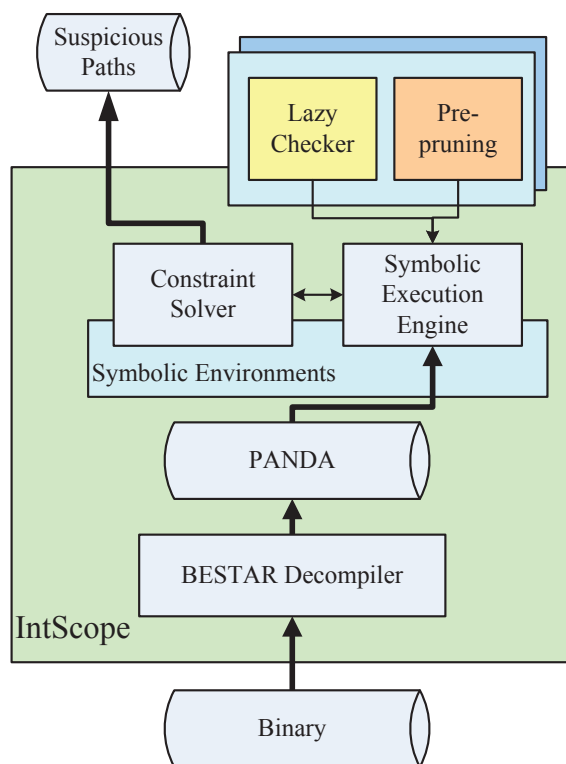 Suspicious
Paths
Lazy
Checker
Pre-
pruning
Constraint
Solver
Symbolic
Execution
Engine
Symbolic Environments
PANDA
BESTAR Decompiler
IntScope
Binary